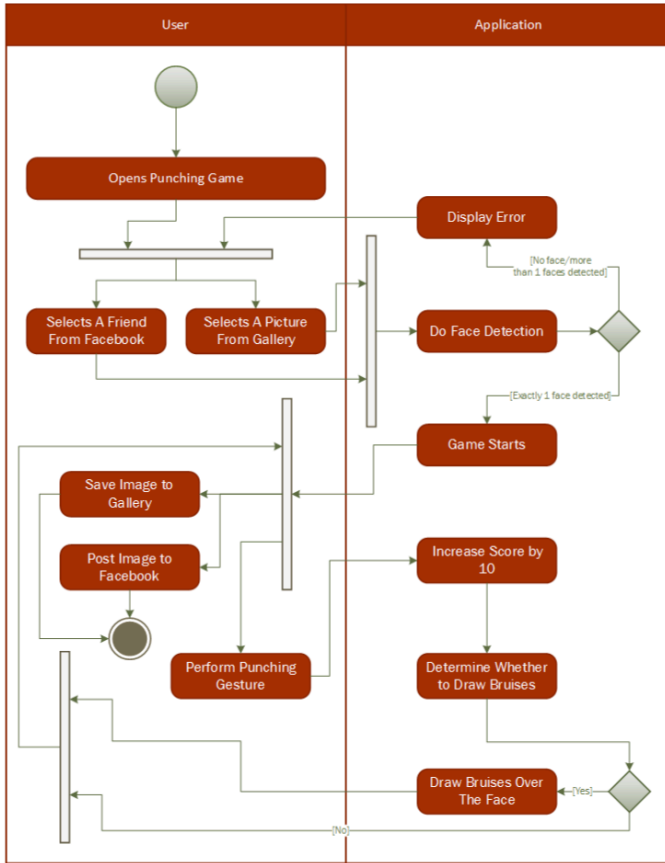 User
Application
Opens Punching Game
Display Error
[No face/more
than 1 faces detected]
Selects A Friend
From Facebook
Selects A Picture
From Gallery
Do Face Detection
[Exactly 1 face detected]
Game Starts
Save Image to
Gallery
Post Image to
Facebook
Increase Score by
10
Perform Punching
Gesture
Determine Whether
to Draw Bruises
Draw Bruises Over
The Face
[Yes]
[No]